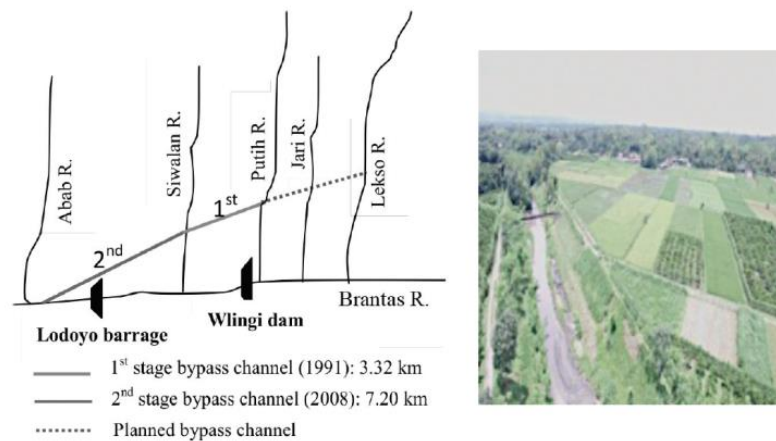 Abab R.
Siwalan R.
Putih R.
Jari R.
Lekso R.
1st
2nd
Brantas R.
Wlingi dam
Lodoyo barrage
1st stage bypass channel (1991): 3.32 km
2nd stage bypass channel (2008): 7.20 km
Planned bypass channel